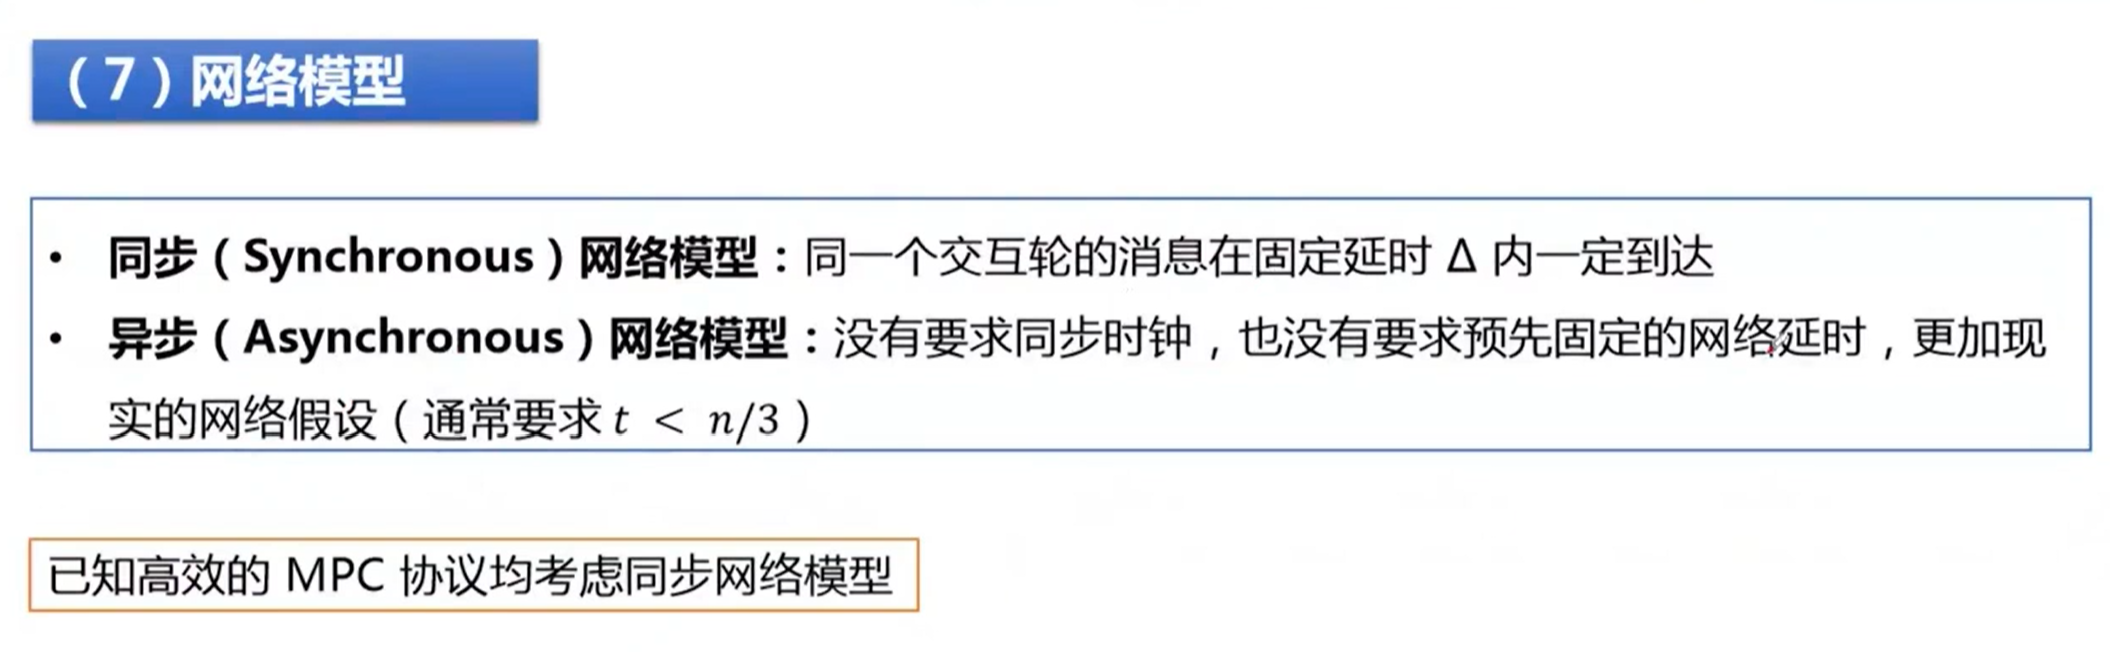 （7）网络模型
• 同步（Synchronous）网络模型：同一个交互轮的消息在固定延时 Δ 内一定到达
• 异步（Asynchronous）网络模型：没有要求同步时钟，也没有要求预先固定的网络延时，更加现
实的网络假设（通常要求 t < n/3 ）
已知高效的 MPC 协议均考虑同步网络模型